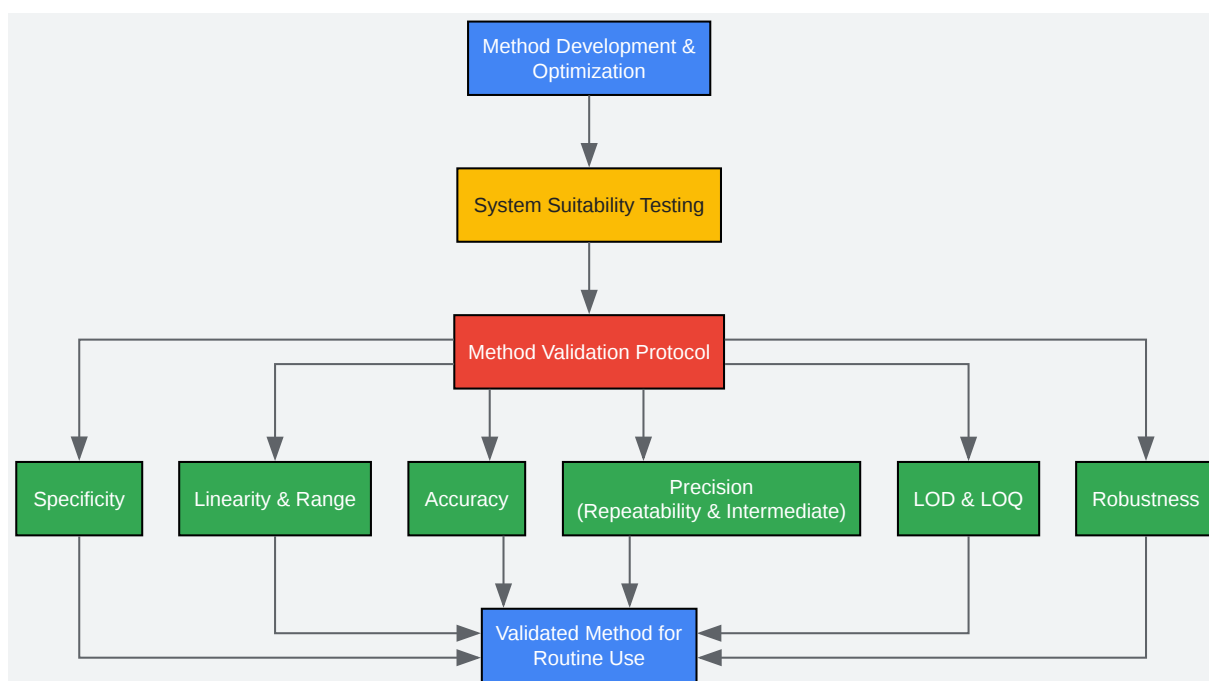 Method Development &
Optimization
System Suitability Testing
Method Validation Protocol
Specificity
Linearity & Range
Accuracy
Precision
(Repeatability & Intermediate)
LOD & LOQ
Robustness
Validated Method for
Routine Use